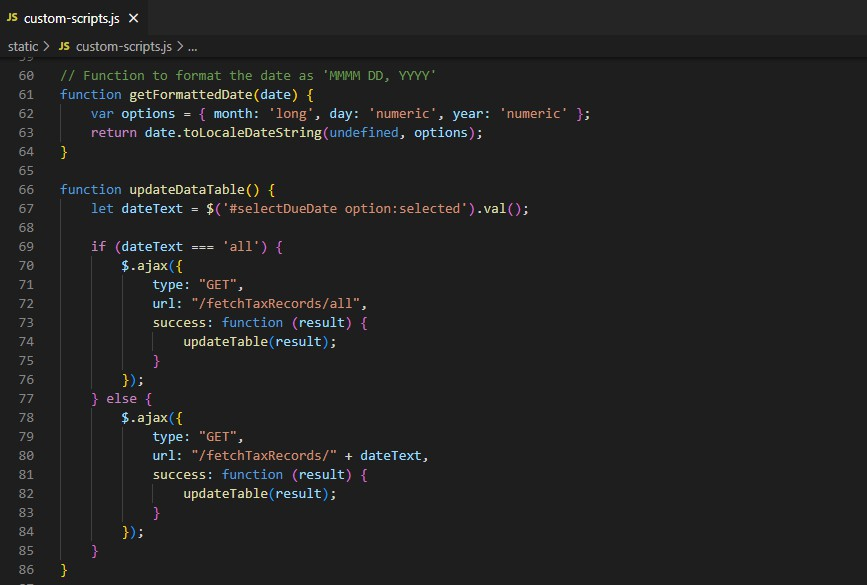 JS custom-scripts.js ×
static > JS custom-scripts.js > ...
59
60 // Function to format the date as 'MMMM DD, YYYY'
61 function getFormattedDate(date) {
62     var options = { month: 'long', day: 'numeric', year: 'numeric' };
63     return date.toLocaleDateString(undefined, options);
64 }
65
66 function updateDataTable() {
67     let dateText = $('#selectDueDate option:selected').val();
68
69     if (dateText === 'all') {
70         $.ajax({
71             type: "GET",
72             url: "/fetchTaxRecords/all",
73             success: function (result) {
74                 updateTable(result);
75             }
76         });
77     } else {
78         $.ajax({
79             type: "GET",
80             url: "/fetchTaxRecords/" + dateText,
81             success: function (result) {
82                 updateTable(result);
83             }
84         });
85     }
86 }